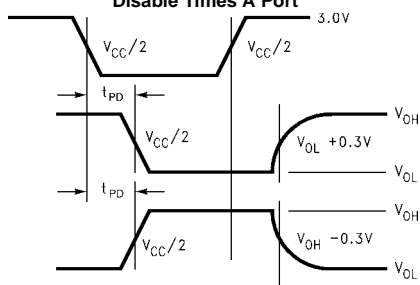 Disable Times A Port
3.0V
V_CC/2 V_CC/2
t_PD
V_OH
V_CC/2 V_OL +0.3V
V_OL
t_PD
V_OH
V_CC/2 V_OH −0.3V
V_OL